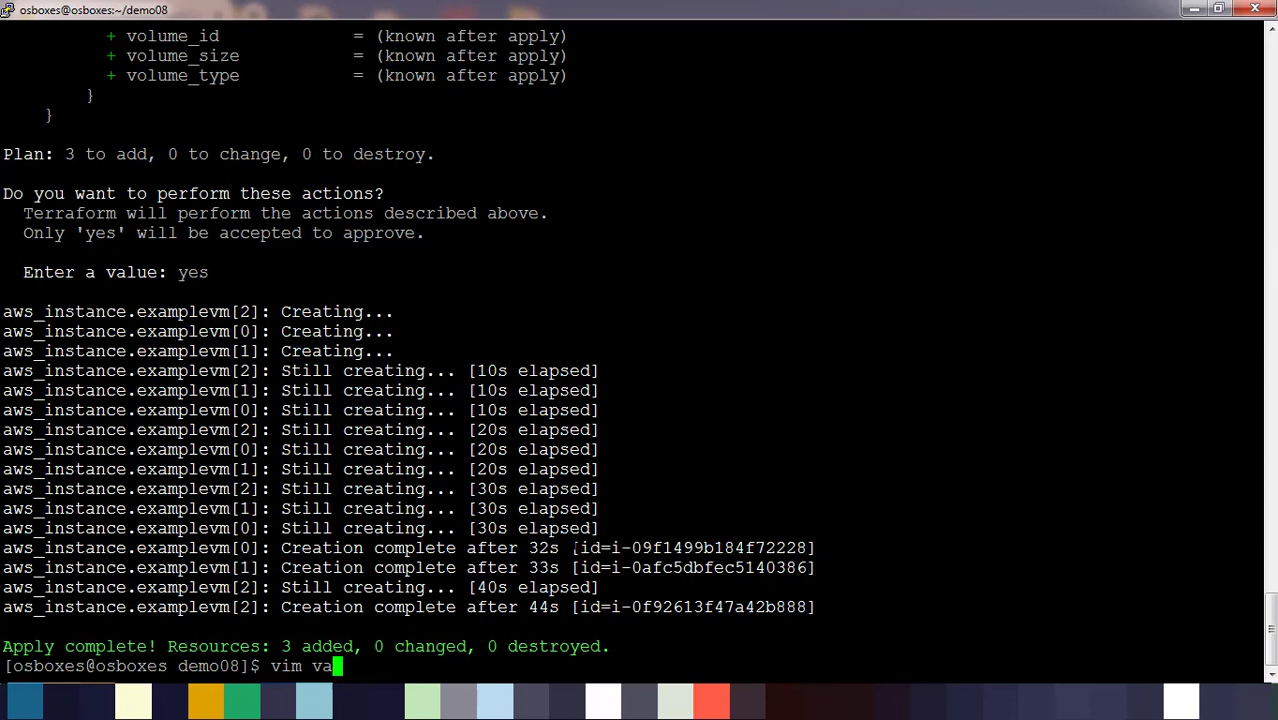 osboxes@osboxes:~/demo08
+ volume_id = (known after apply)
+ volume_size = (known after apply)
+ volume_type = (known after apply)
}
}
Plan: 3 to add, 0 to change, 0 to destroy.
Do you want to perform these actions?
Terraform will perform the actions described above.
Only 'yes' will be accepted to approve.
Enter a value: yes
aws_instance.examplevm[2]: Creating...
aws_instance.examplevm[0]: Creating...
aws_instance.examplevm[1]: Creating...
aws_instance.examplevm[2]: Still creating... [10s elapsed]
aws_instance.examplevm[1]: Still creating... [10s elapsed]
aws_instance.examplevm[0]: Still creating... [10s elapsed]
aws_instance.examplevm[2]: Still creating... [20s elapsed]
aws_instance.examplevm[0]: Still creating... [20s elapsed]
aws_instance.examplevm[1]: Still creating... [20s elapsed]
aws_instance.examplevm[2]: Still creating... [30s elapsed]
aws_instance.examplevm[1]: Still creating... [30s elapsed]
aws_instance.examplevm[0]: Still creating... [30s elapsed]
aws_instance.examplevm[0]: Creation complete after 32s [id=i-09f1499b184f72228]
aws_instance.examplevm[1]: Creation complete after 33s [id=i-0afc5dbfec5140386]
aws_instance.examplevm[2]: Still creating... [40s elapsed]
aws_instance.examplevm[2]: Creation complete after 44s [id=i-0f92613f47a42b888]
Apply complete! Resources: 3 added, 0 changed, 0 destroyed.
[osboxes@osboxes demo08]$ vim va